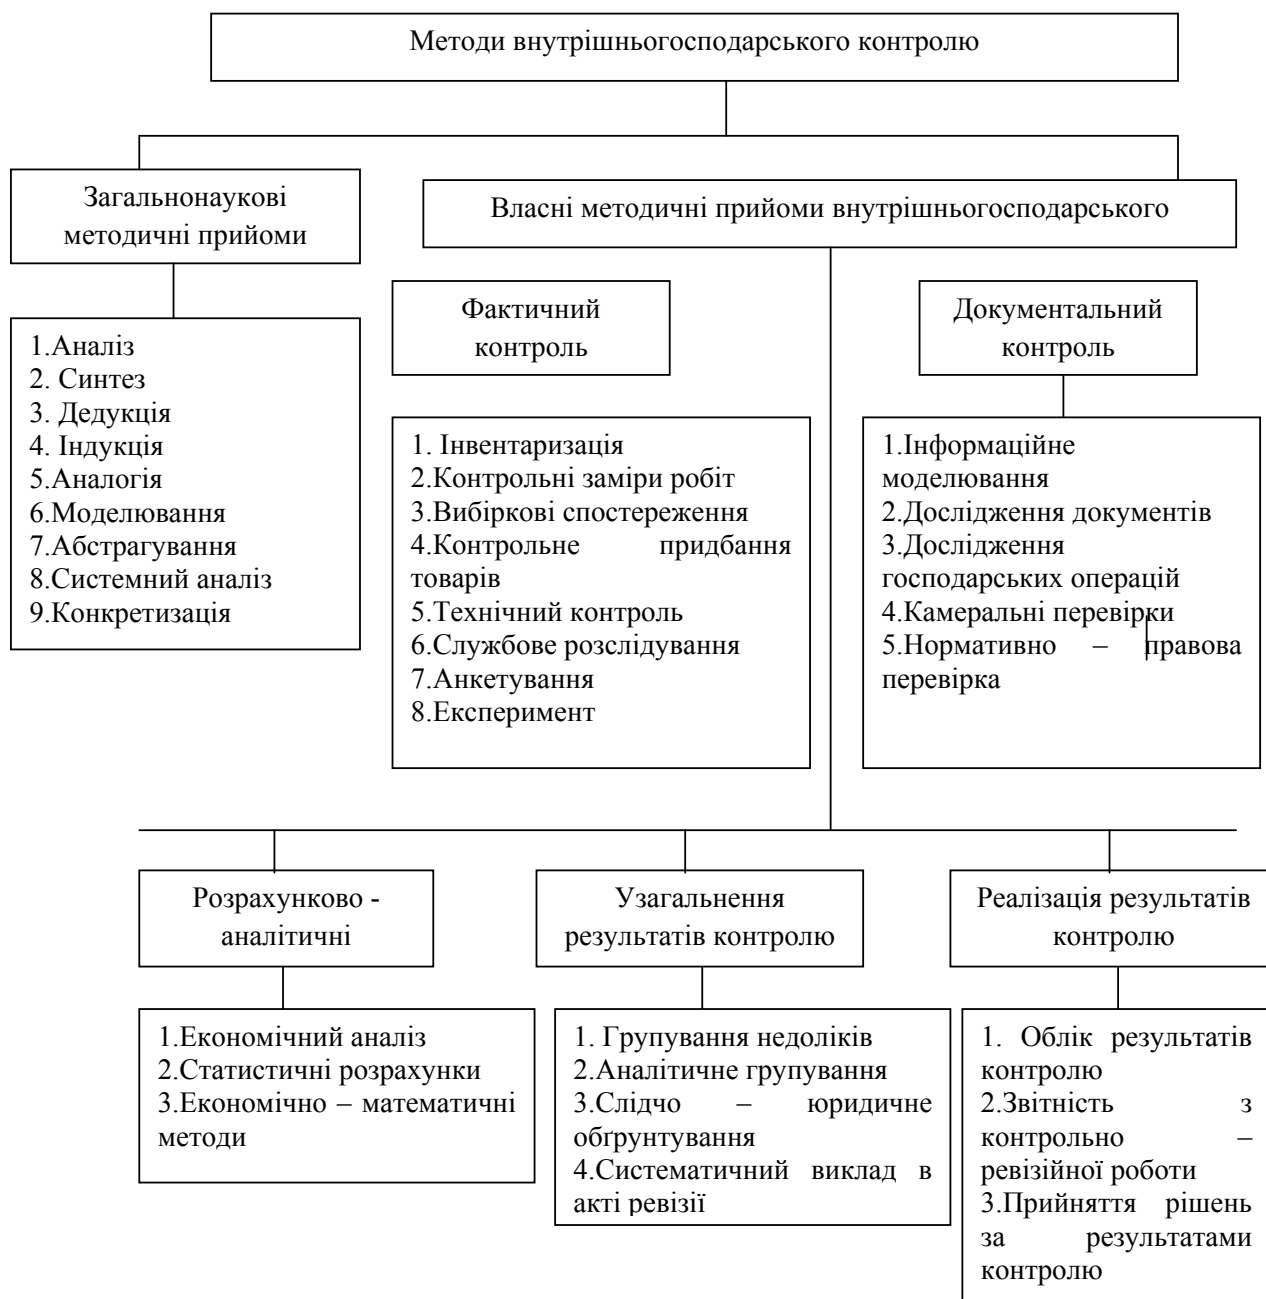 Методи внутрішньогосподарського контролю
Загальнонаукові
методичні прийоми
Власні методичні прийоми внутрішньогосподарського
Фактичний
контроль
Документальний
контроль
1.Аналіз
2. Синтез
3. Дедукція
4. Індукція
5.Аналогія
6.Моделювання
7.Абстрагування
8.Системний аналіз
9.Конкретизація
1. Інвентаризація
2.Контрольні заміри робіт
3.Вибіркові спостереження
4.Контрольне придбання
товарів
5.Технічний контроль
6.Службове розслідування
7.Анкетування
8.Експеримент
1.Інформаційне
моделювання
2.Дослідження документів
3.Дослідження
господарських операцій
4.Камеральні перевірки
5.Нормативно – правова
перевірка
Розрахунково -
аналітичні
Узагальнення
результатів контролю
Реалізація результатів
контролю
1.Економічний аналіз
2.Статистичні розрахунки
3.Економічно – математичні
методи
1. Групування недоліків
2.Аналітичне групування
3.Слідчо – юридичне
обґрунтування
4.Систематичний виклад в
акті ревізії
1. Облік результатів
контролю
2.Звітність з
контрольно –
ревізійної роботи
3.Прийняття рішень
за результатами
контролю